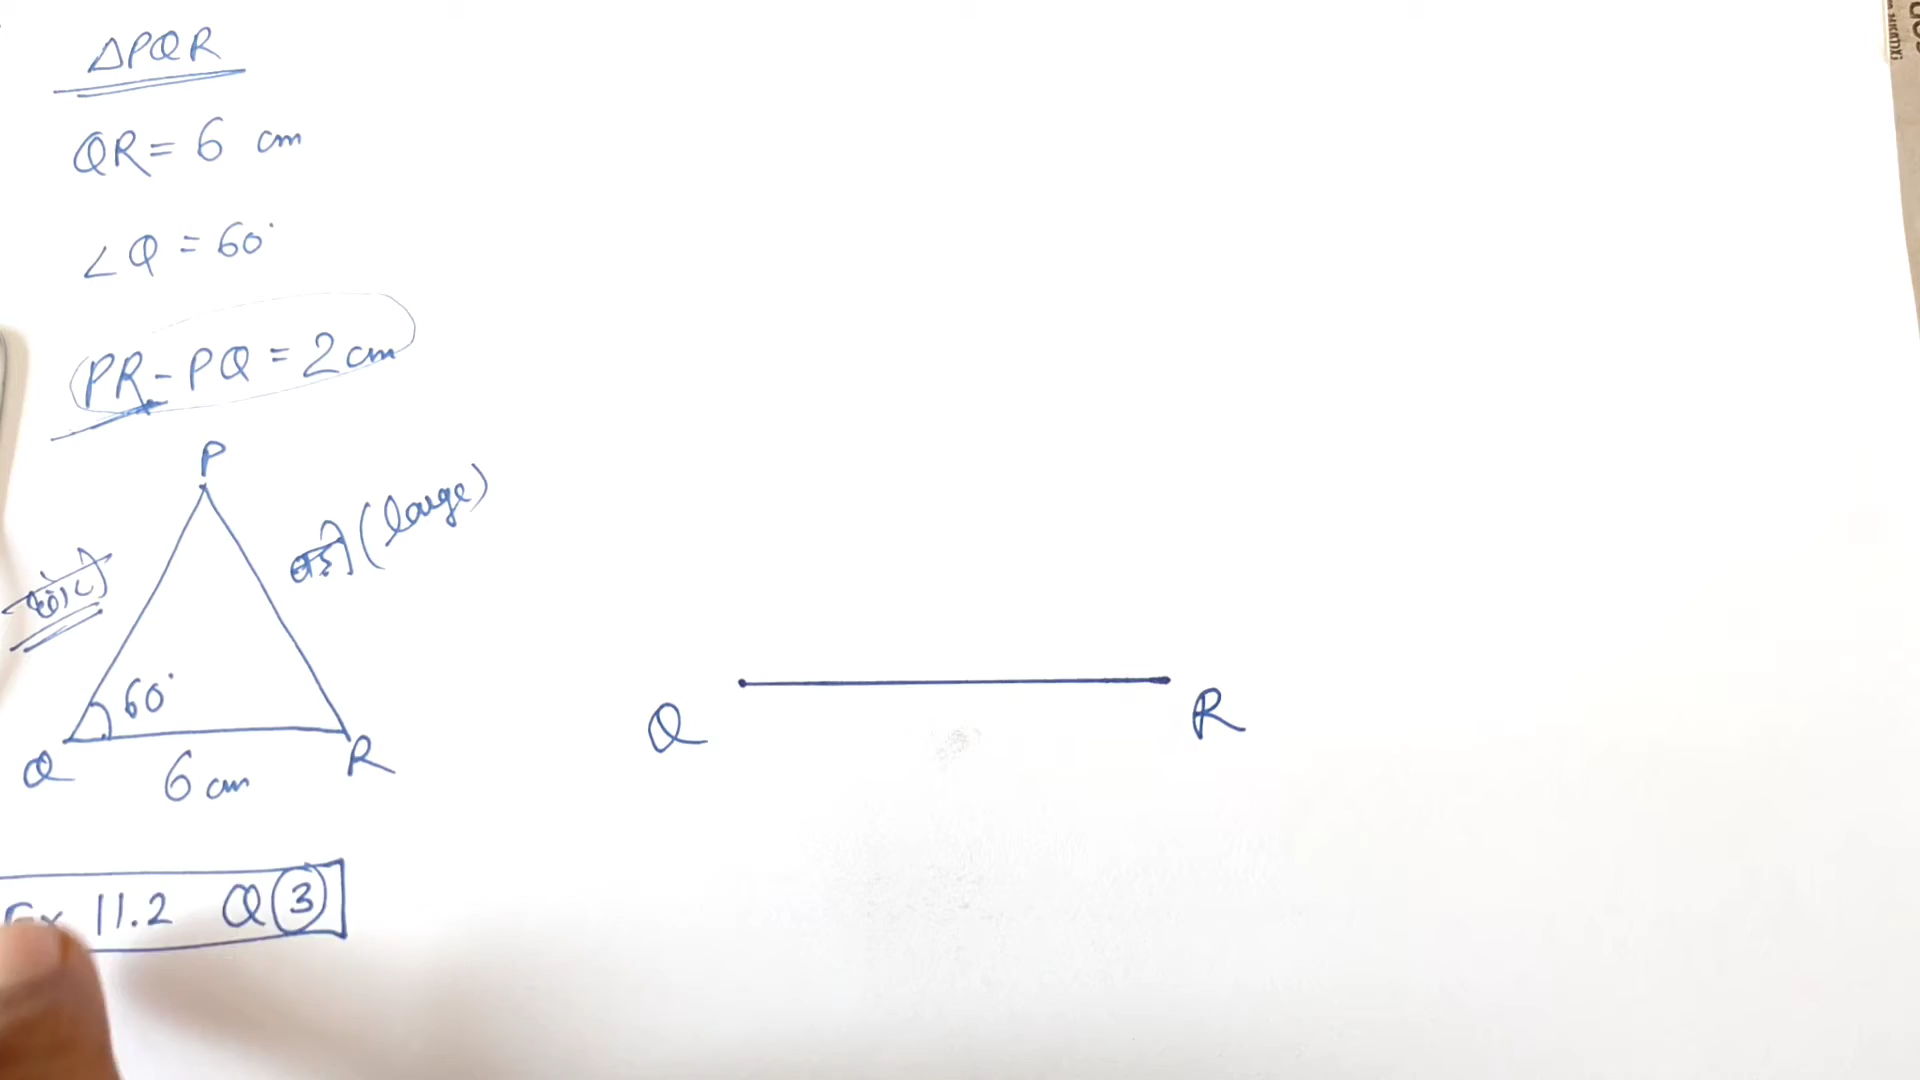 ΔPQR
QR = 6 cm
∠Q = 60°
PR - PQ = 2 cm
P
बड़ी (large)
60°
Q
6 cm
R
Q
R
Ex 11.2 Q 3